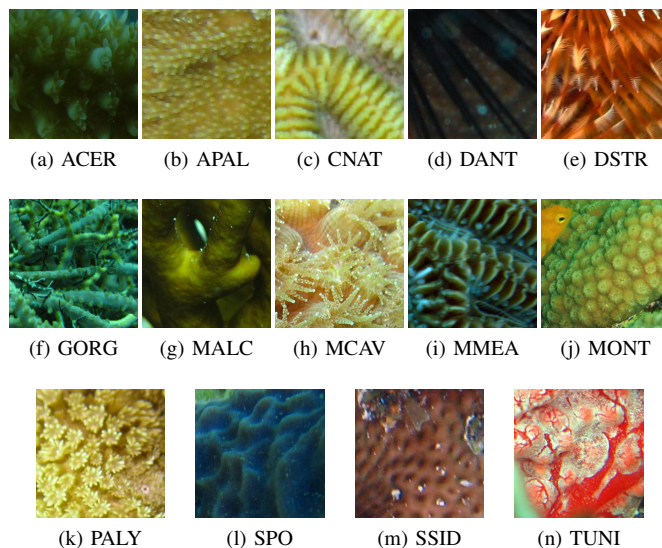 (a) ACER (b) APAL (c) CNAT (d) DANT (e) DSTR
(f) GORG (g) MALC (h) MCAV (i) MMEA (j) MONT
(k) PALY (l) SPO (m) SSID (n) TUNI